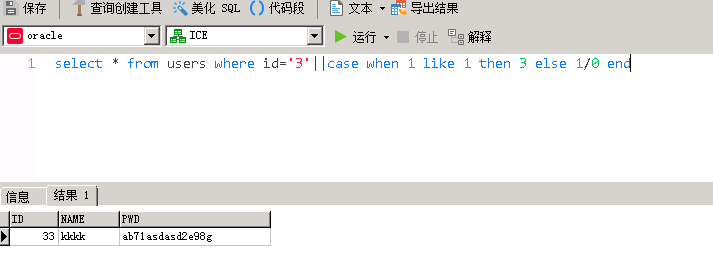 保存 查询创建工具 美化 SQL () 代码段 文本 导出结果
oracle ICE 运行 停止 解释
1 select * from users where id='3'||case when 1 like 1 then 3 else 1/0 end
信息 结果 1
ID NAME PWD
33 kkkk ab71asdasd2e98g